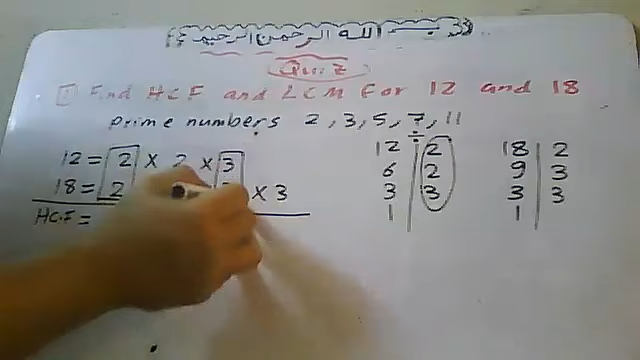 بسم الله الرحمن الرحيم
Quiz
1 Find HCF and LCM For 12 and 18
Prime numbers 2, 3, 5, 7, 11
12 = 2 X 2 X 3
18 = 2 X 3
H.C.F =
÷
12 2
6 2
3 3
1
18 2
9 3
3 3
1